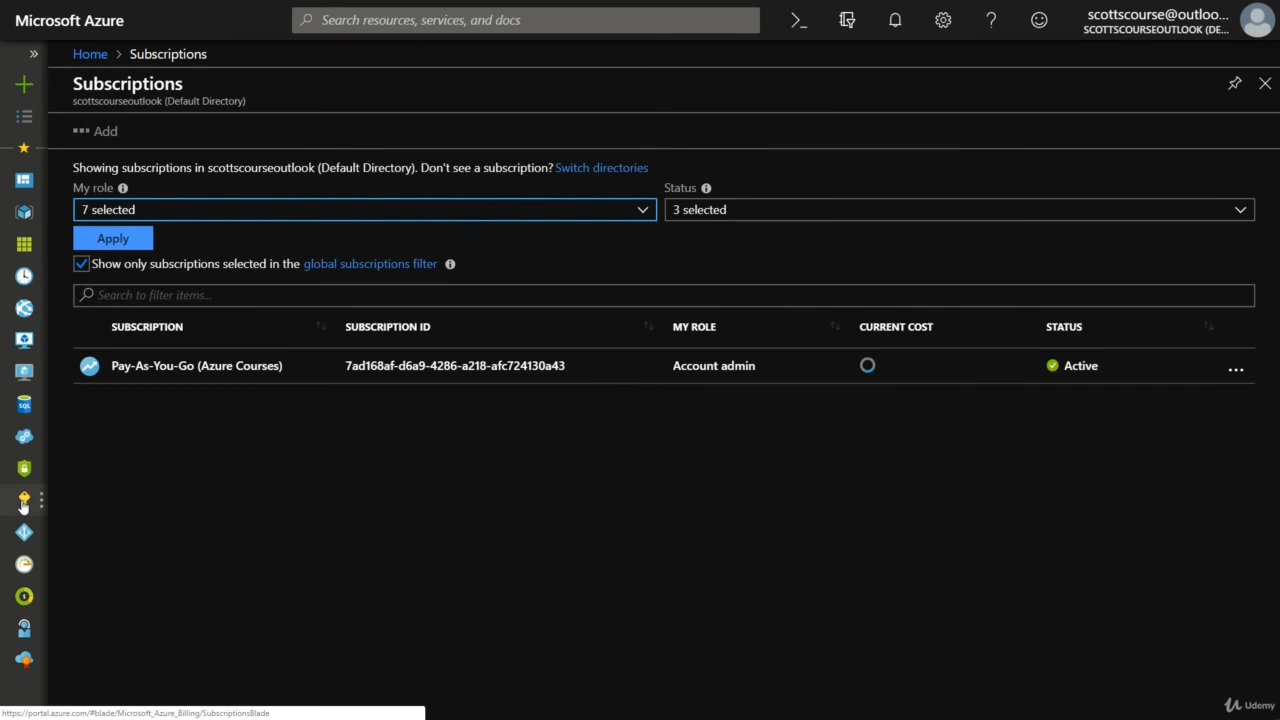 Microsoft Azure
Search resources, services, and docs
scottscourse@outloo...
SCOTTSCOURSEOUTLOOK (DE...
Home > Subscriptions
Subscriptions
scottscourseoutlook (Default Directory)
Add
Showing subscriptions in scottscourseoutlook (Default Directory). Don't see a subscription? Switch directories
My role
Status
7 selected
3 selected
Apply
Show only subscriptions selected in the global subscriptions filter
Search to filter items...
SUBSCRIPTION SUBSCRIPTION ID MY ROLE CURRENT COST STATUS
Pay-As-You-Go (Azure Courses) 7ad168af-d6a9-4286-a218-afc724130a43 Account admin Active ...
SQL
https://portal.azure.com/#blade/Microsoft_Azure_Billing/SubscriptionsBlade
Udemy